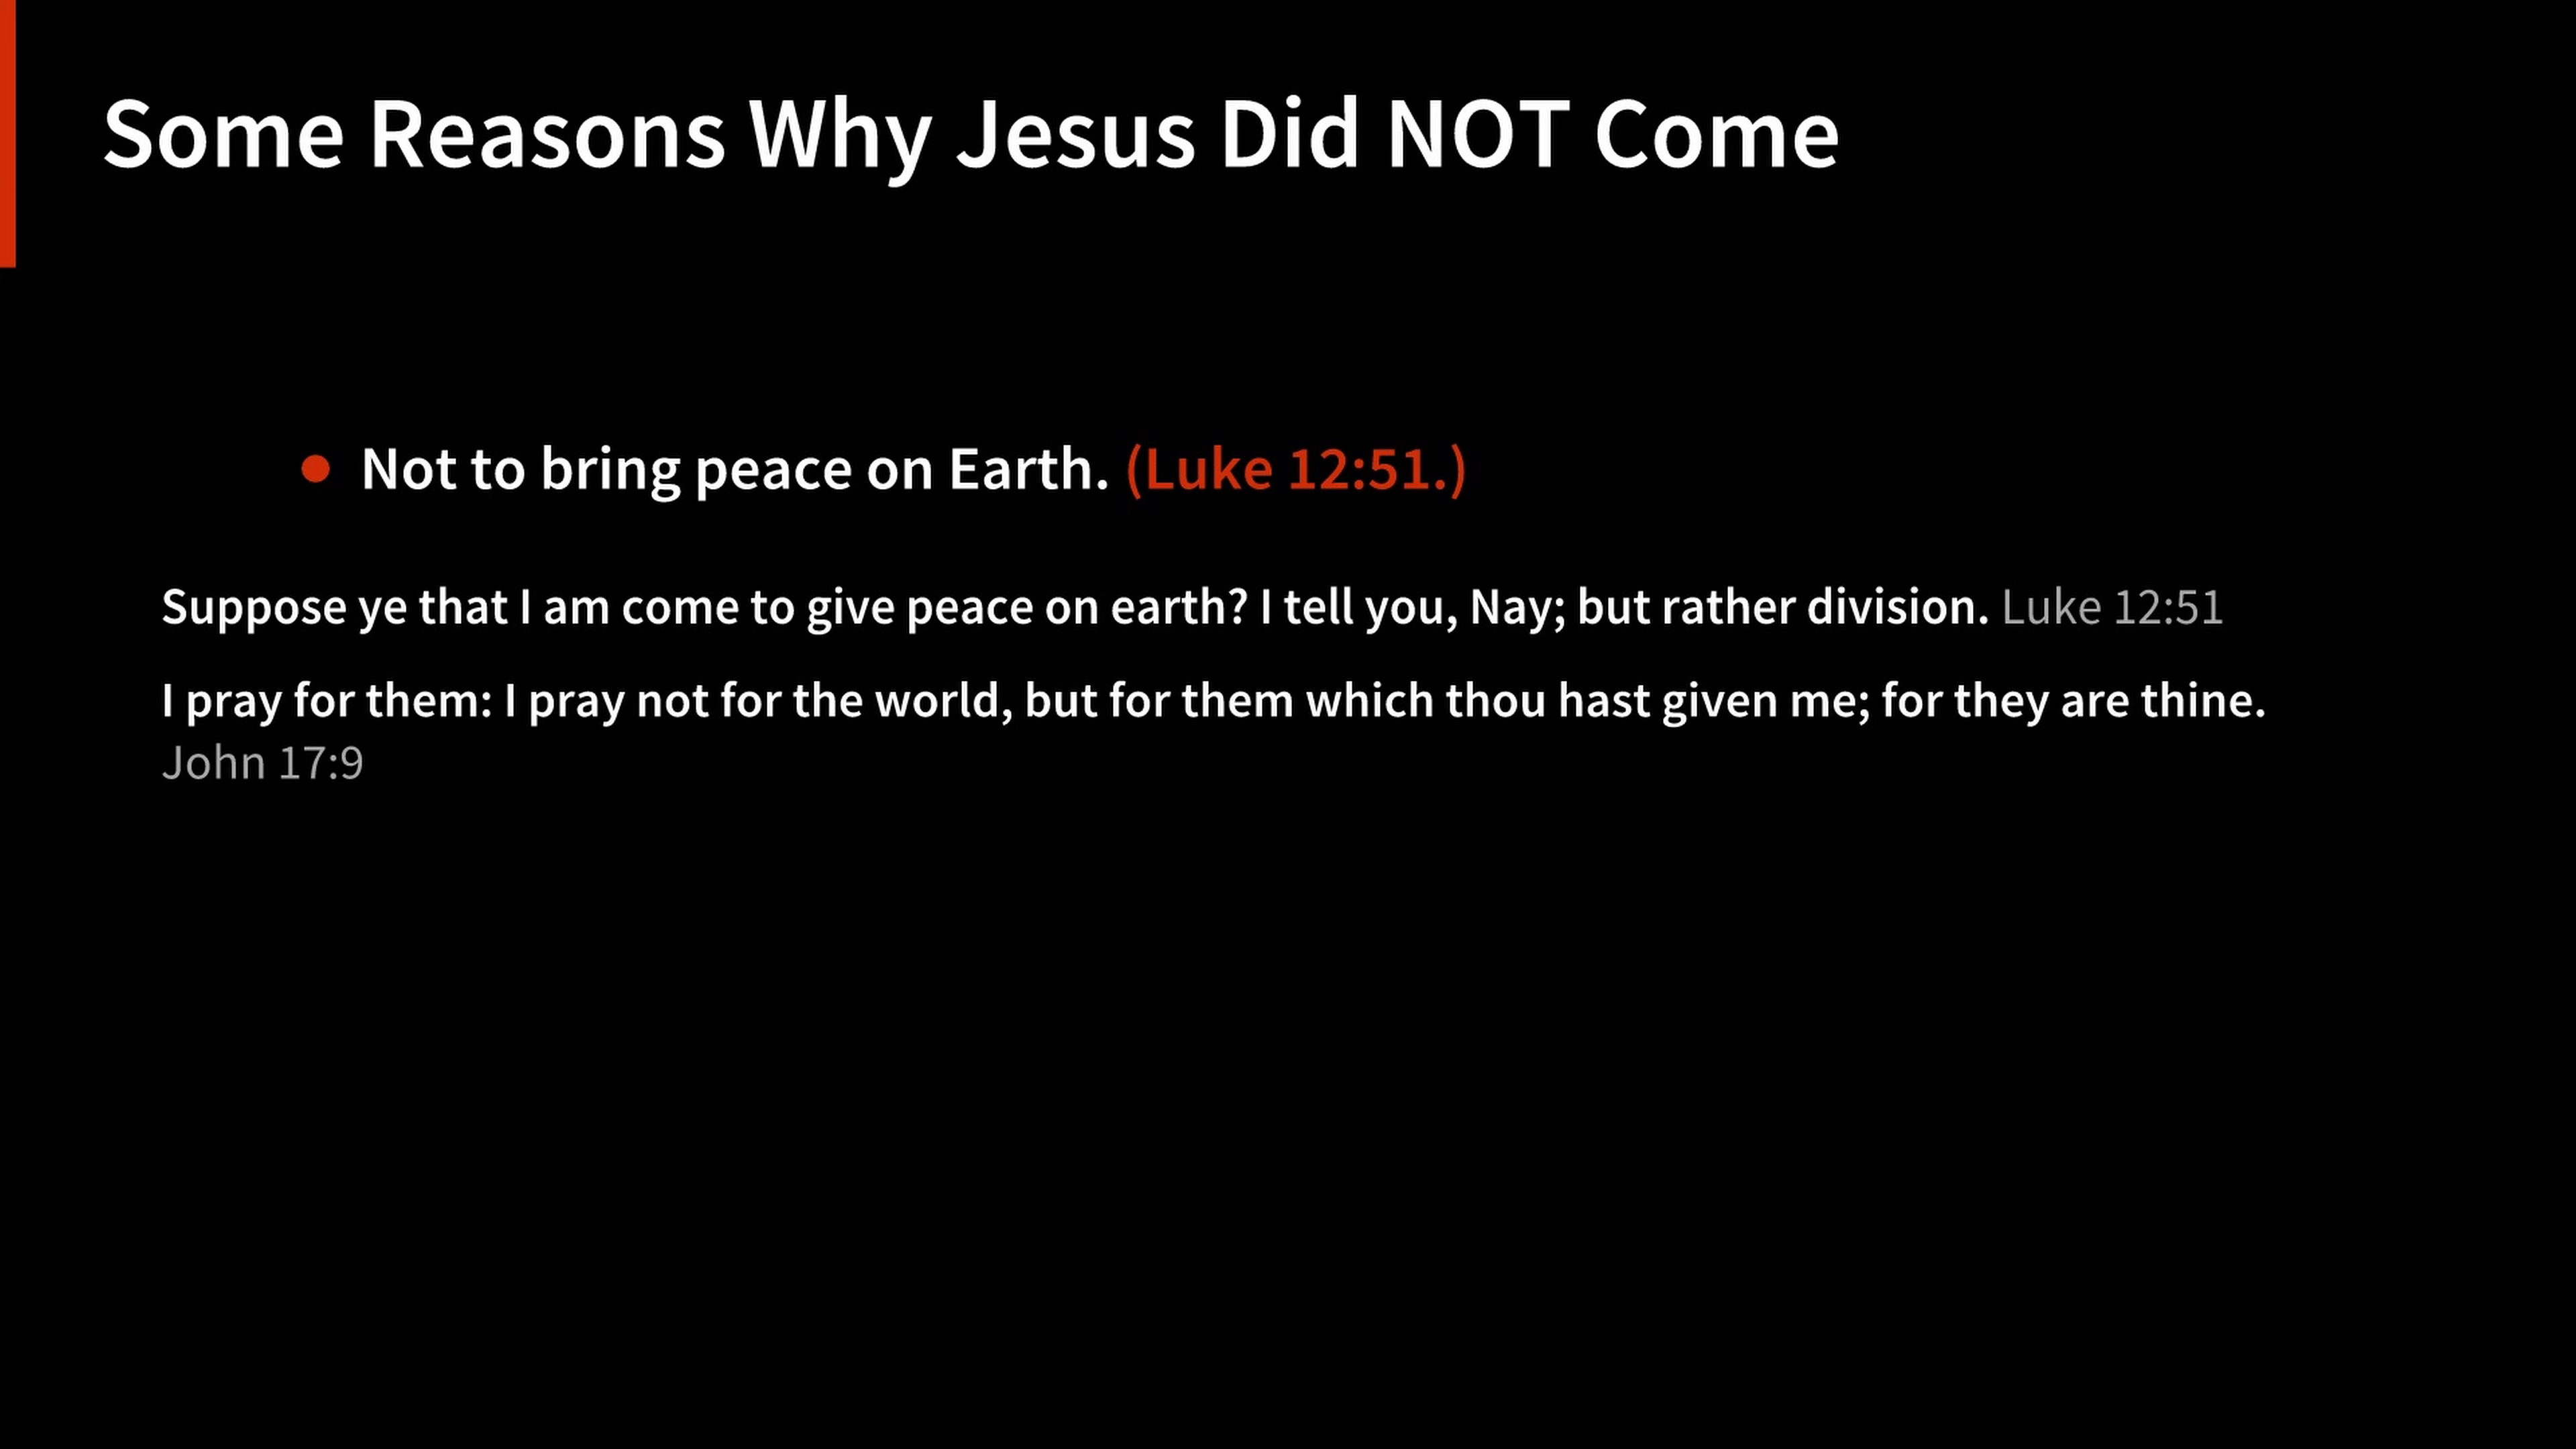 Some Reasons Why Jesus Did NOT Come
● Not to bring peace on Earth. (Luke 12:51.)
Suppose ye that I am come to give peace on earth? I tell you, Nay; but rather division. Luke 12:51
I pray for them: I pray not for the world, but for them which thou hast given me; for they are thine.
John 17:9